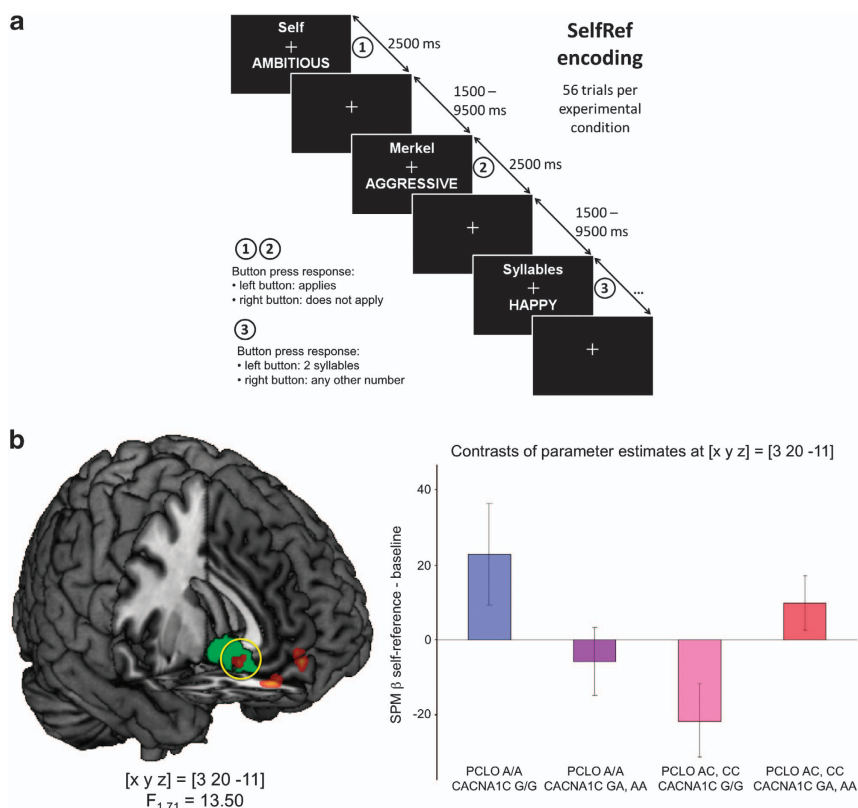 a
Self
+
AMBITIOUS
1
2500 ms
SelfRef
encoding
56 trials per
experimental
condition
+
1500 –
9500 ms
Merkel
+
AGGRESSIVE
2
2500 ms
+
1500 –
9500 ms
Syllables
+
HAPPY
3
...
+
1 2
Button press response:
• left button: applies
• right button: does not apply
3
Button press response:
• left button: 2 syllables
• right button: any other number
b
[x y z] = [3 20 -11]
F1,71 = 13.50
Contrasts of parameter estimates at [x y z] = [3 20 -11]
SPM β self-reference - baseline
40
20
0
-20
PCLO A/A
CACNA1C G/G
PCLO A/A
CACNA1C GA, AA
PCLO AC, CC
CACNA1C G/G
PCLO AC, CC
CACNA1C GA, AA